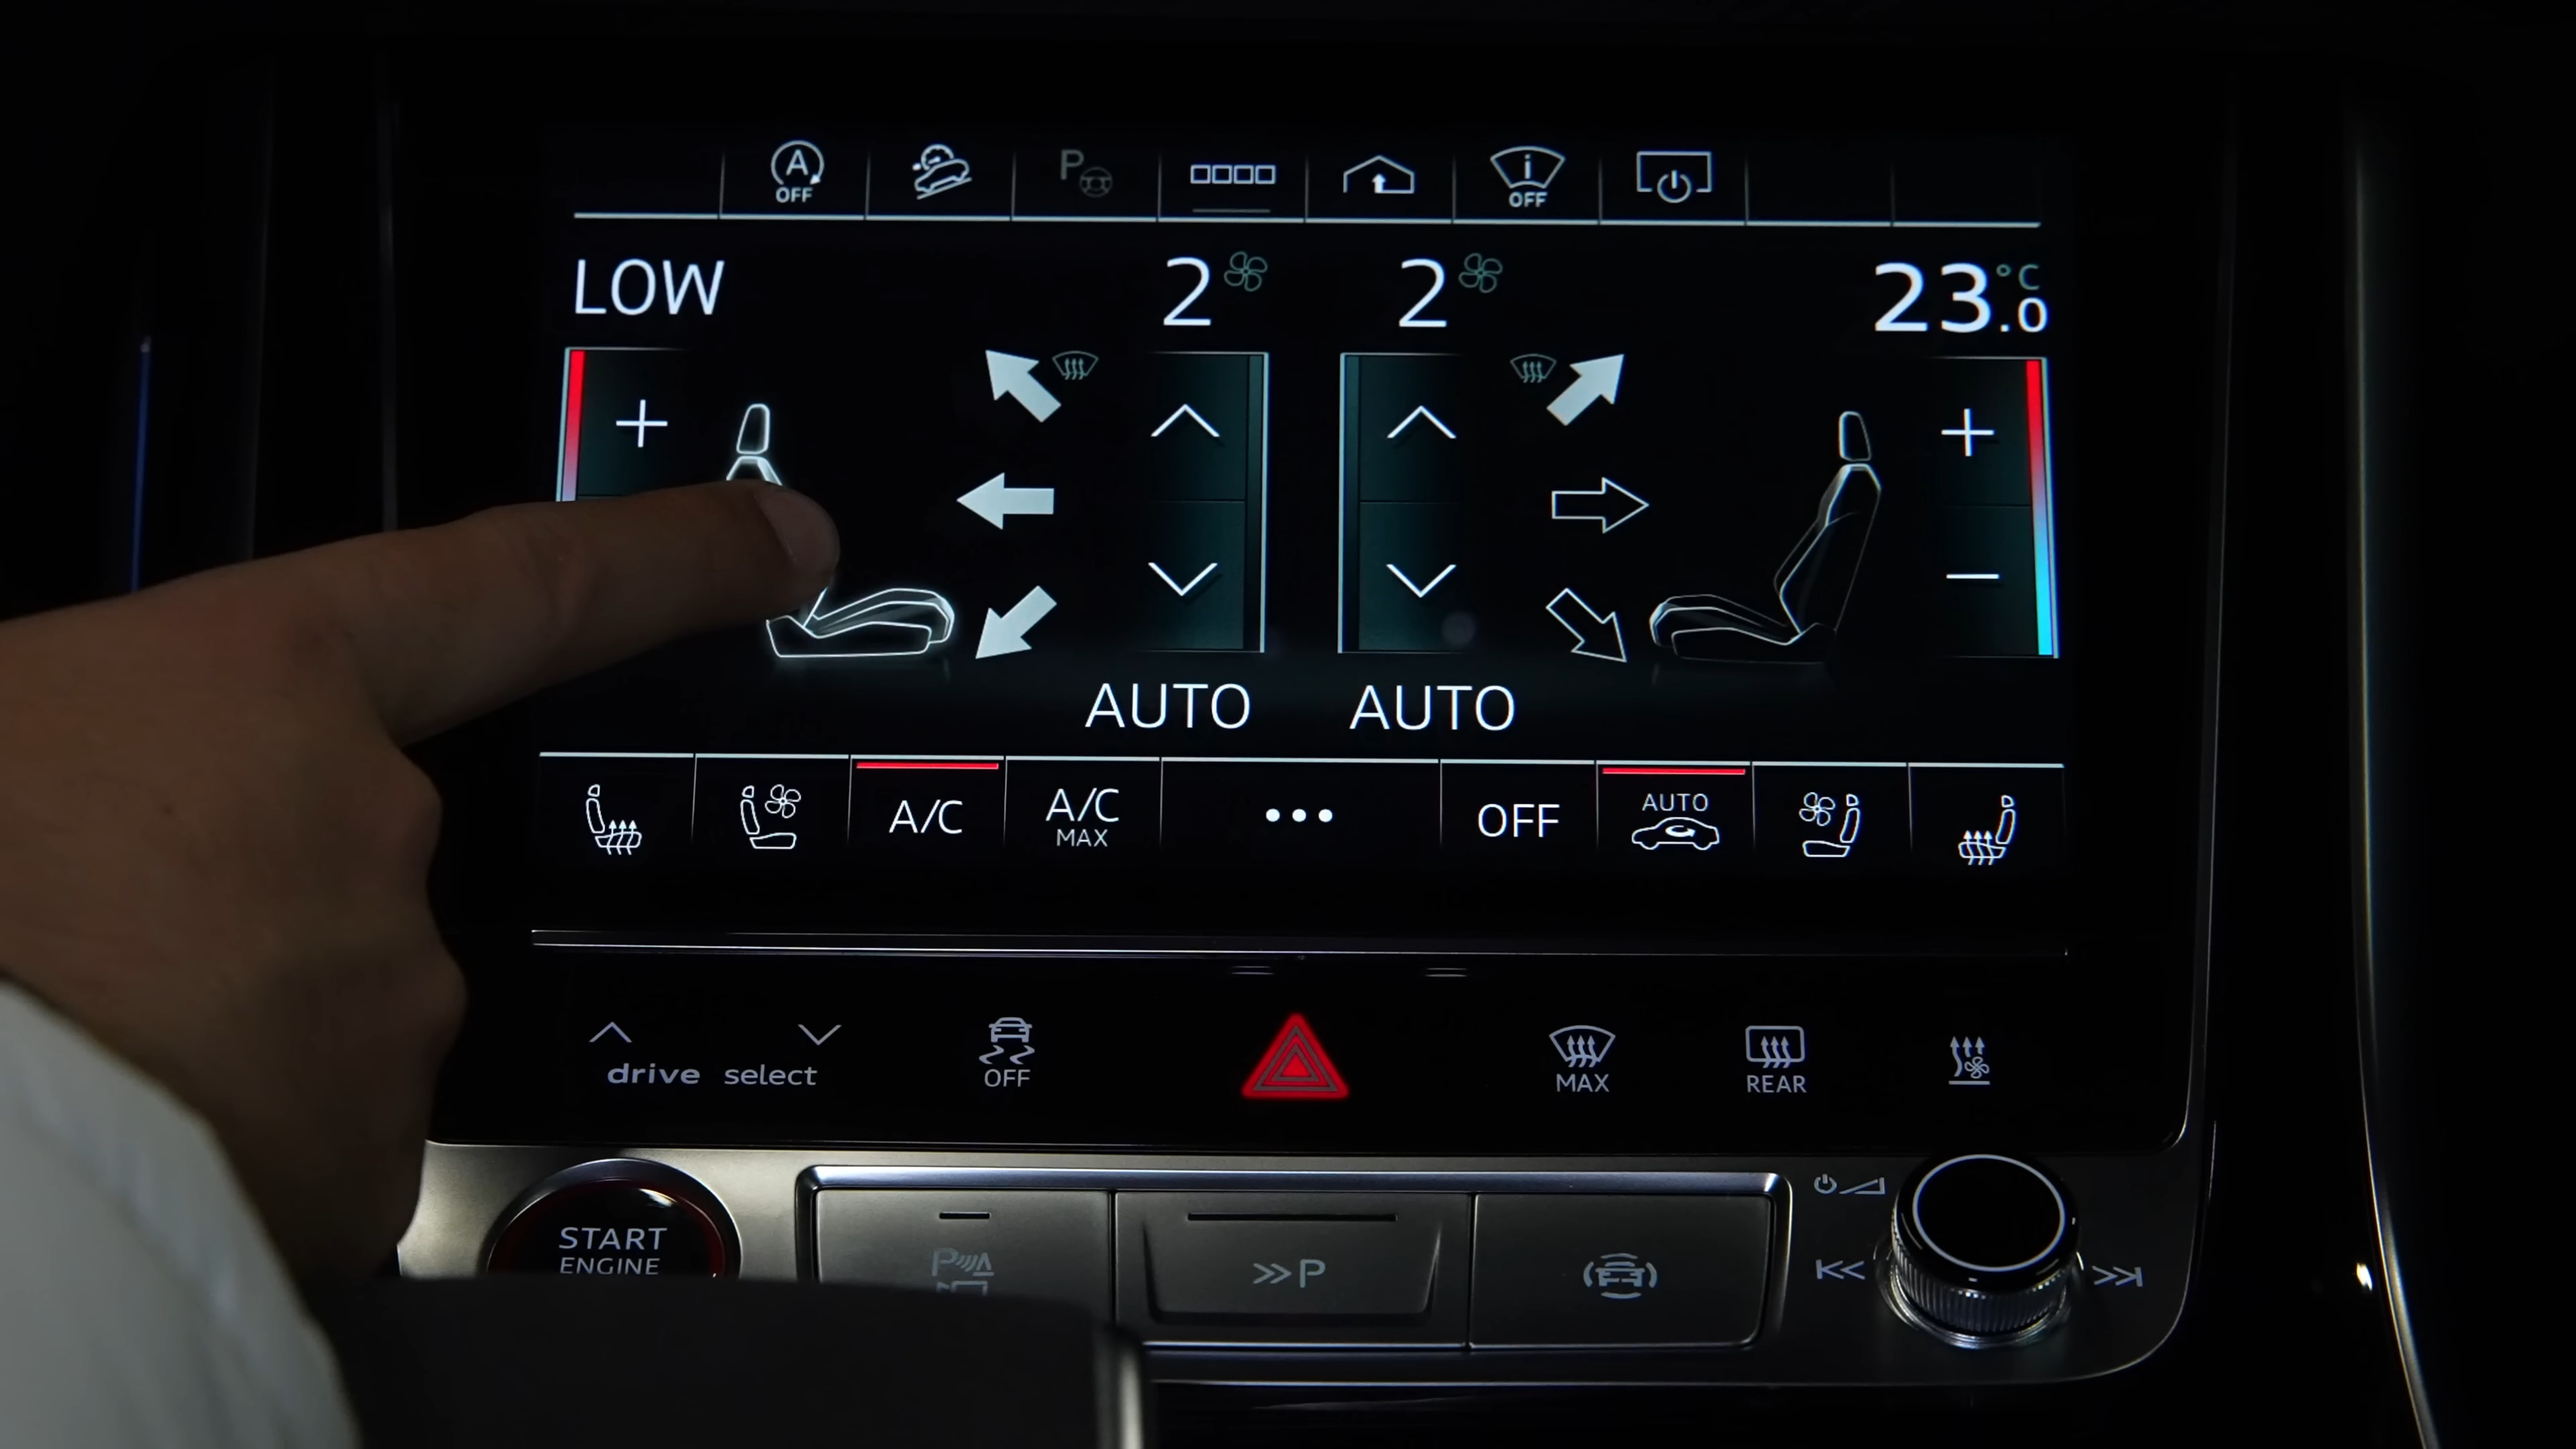 A OFF
P
i OFF
LOW
2
2
23.0 °C
AUTO
AUTO
A/C
A/C MAX
...
OFF
AUTO
drive select
OFF
MAX
REAR
START
ENGINE
P
>>P